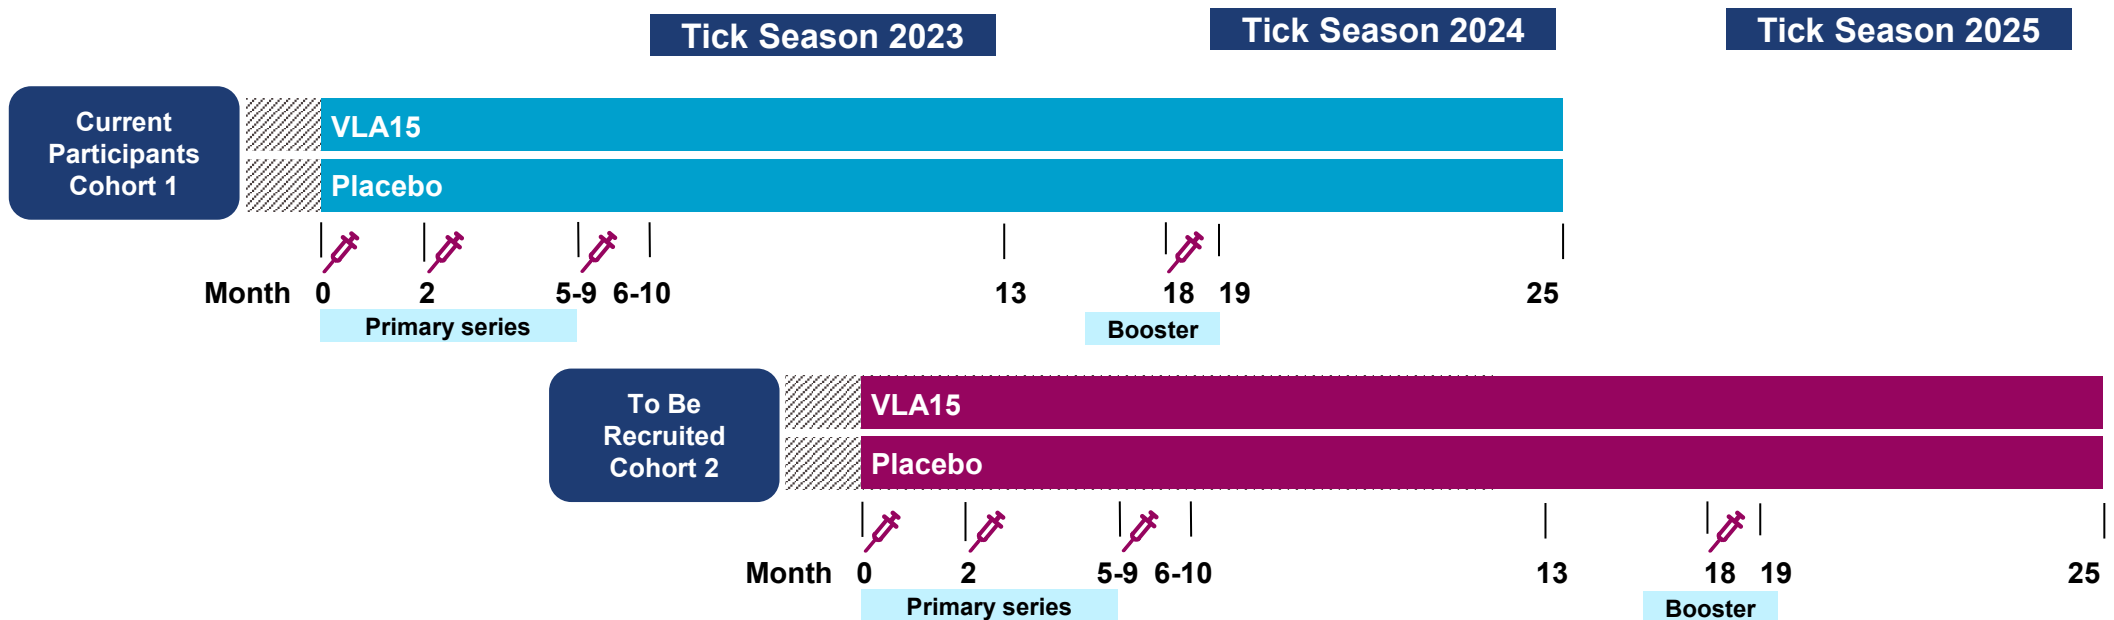 Tick Season 2023
Tick Season 2024
Tick Season 2025
Current
Participants
Cohort 1
VLA15
Placebo
Month 0 2 5-9 6-10 13 18 19 25
Primary series
Booster
To Be
Recruited
Cohort 2
VLA15
Placebo
Month 0 2 5-9 6-10 13 18 19 25
Primary series
Booster